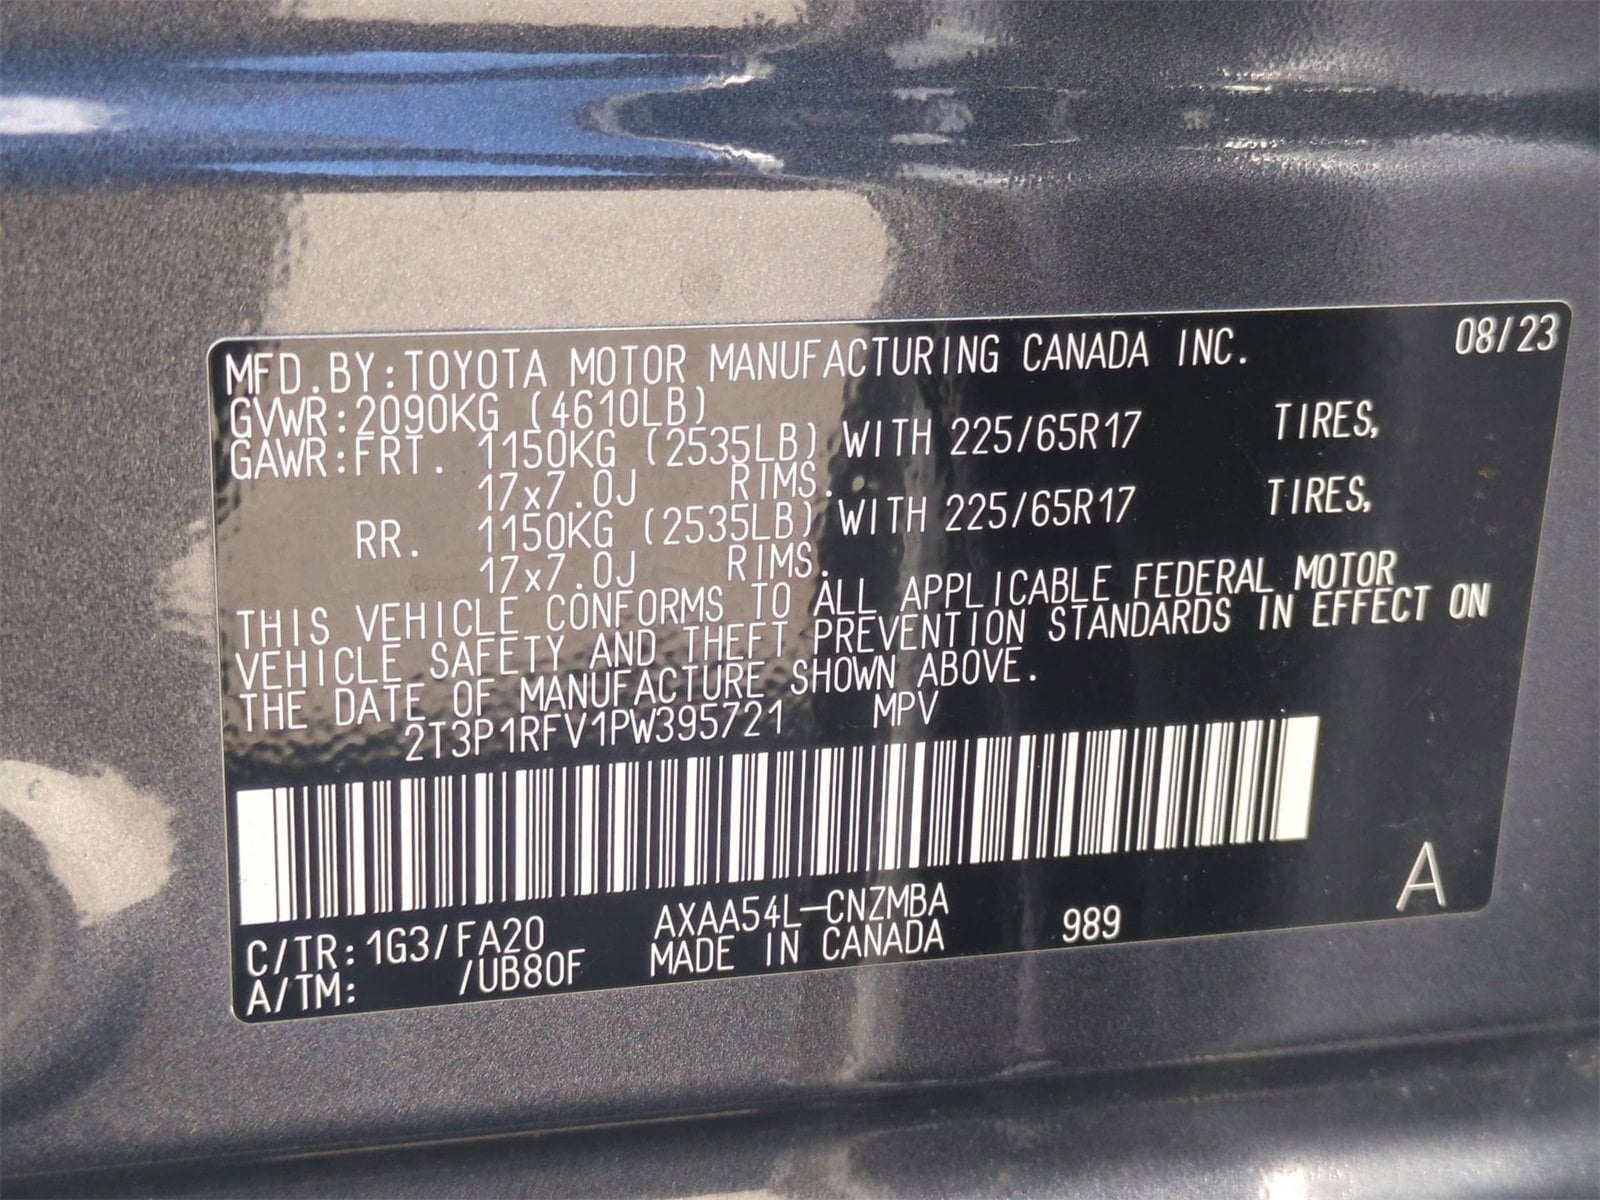 MFD.BY:TOYOTA MOTOR MANUFACTURING CANADA INC. 08/23
GVWR:2090KG (4610LB)
GAWR:FRT. 1150KG (2535LB) WITH 225/65R17 TIRES,
17x7.0J RIMS.
RR. 1150KG (2535LB) WITH 225/65R17 TIRES,
17x7.0J RIMS.
THIS VEHICLE CONFORMS TO ALL APPLICABLE FEDERAL MOTOR
VEHICLE SAFETY AND THEFT PREVENTION STANDARDS IN EFFECT ON
THE DATE OF MANUFACTURE SHOWN ABOVE.
2T3P1RFV1PW395721 MPV
A
C/TR:1G3/FA20 AXAA54L-CNZMBA 989
A/TM: /UB80F MADE IN CANADA